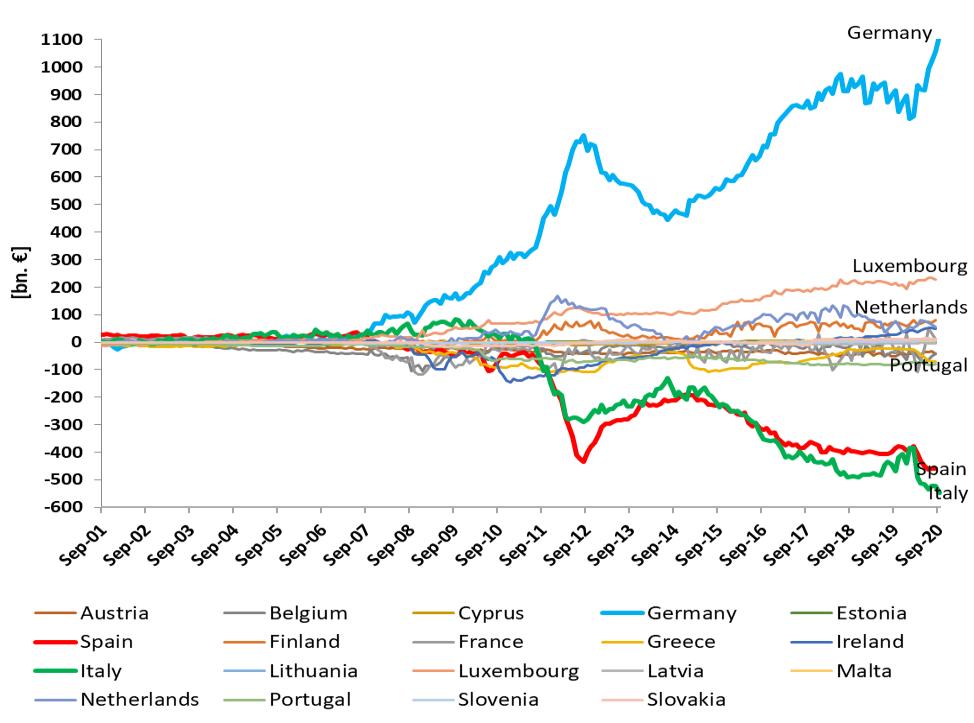 Germany
1100
1000
900
800
700
600
500
400
300
200
100
0
-100
-200
-300
-400
-500
-600
[bn. €]
Luxembourg
Netherlands
Portugal
Spain
Italy
Sep-01 Sep-02 Sep-03 Sep-04 Sep-05 Sep-06 Sep-07 Sep-08 Sep-09 Sep-10 Sep-11 Sep-12 Sep-13 Sep-14 Sep-15 Sep-16 Sep-17 Sep-18 Sep-19 Sep-20
Austria Belgium Cyprus Germany Estonia
Spain Finland France Greece Ireland
Italy Lithuania Luxembourg Latvia Malta
Netherlands Portugal Slovenia Slovakia